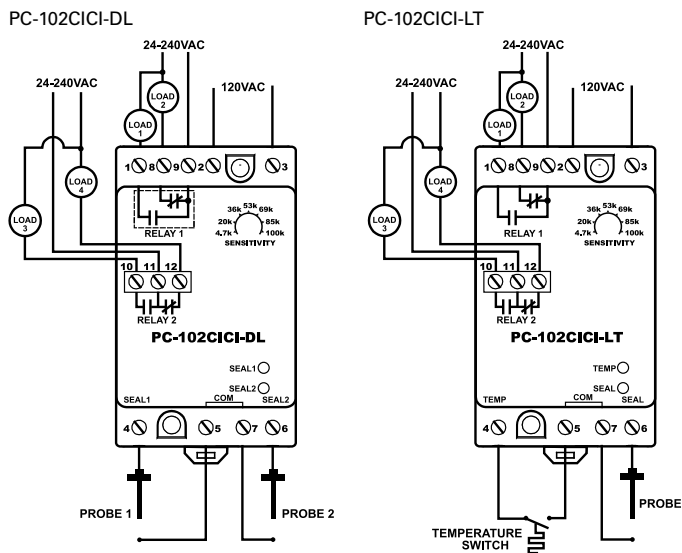 PC-102CICI-DL
24-240VAC
24-240VAC
120VAC
LOAD 2
LOAD 1
LOAD 4
LOAD 3
1 8 9 2 3
RELAY 1
36k 53k 69k
20k 85k
4.7k 100k
SENSITIVITY
10 11 12
RELAY 2
PC-102CICI-DL
SEAL1
SEAL2
SEAL1 COM SEAL2
4 5 7 6
PROBE 1
PROBE 2
PC-102CICI-LT
24-240VAC
24-240VAC
120VAC
LOAD 2
LOAD 1
LOAD 4
LOAD 3
1 8 9 2 3
RELAY 1
36k 53k 69k
20k 85k
4.7k 100k
SENSITIVITY
10 11 12
RELAY 2
PC-102CICI-LT
TEMP
SEAL
TEMP COM SEAL
4 5 7 6
PROBE
TEMPERATURE
SWITCH